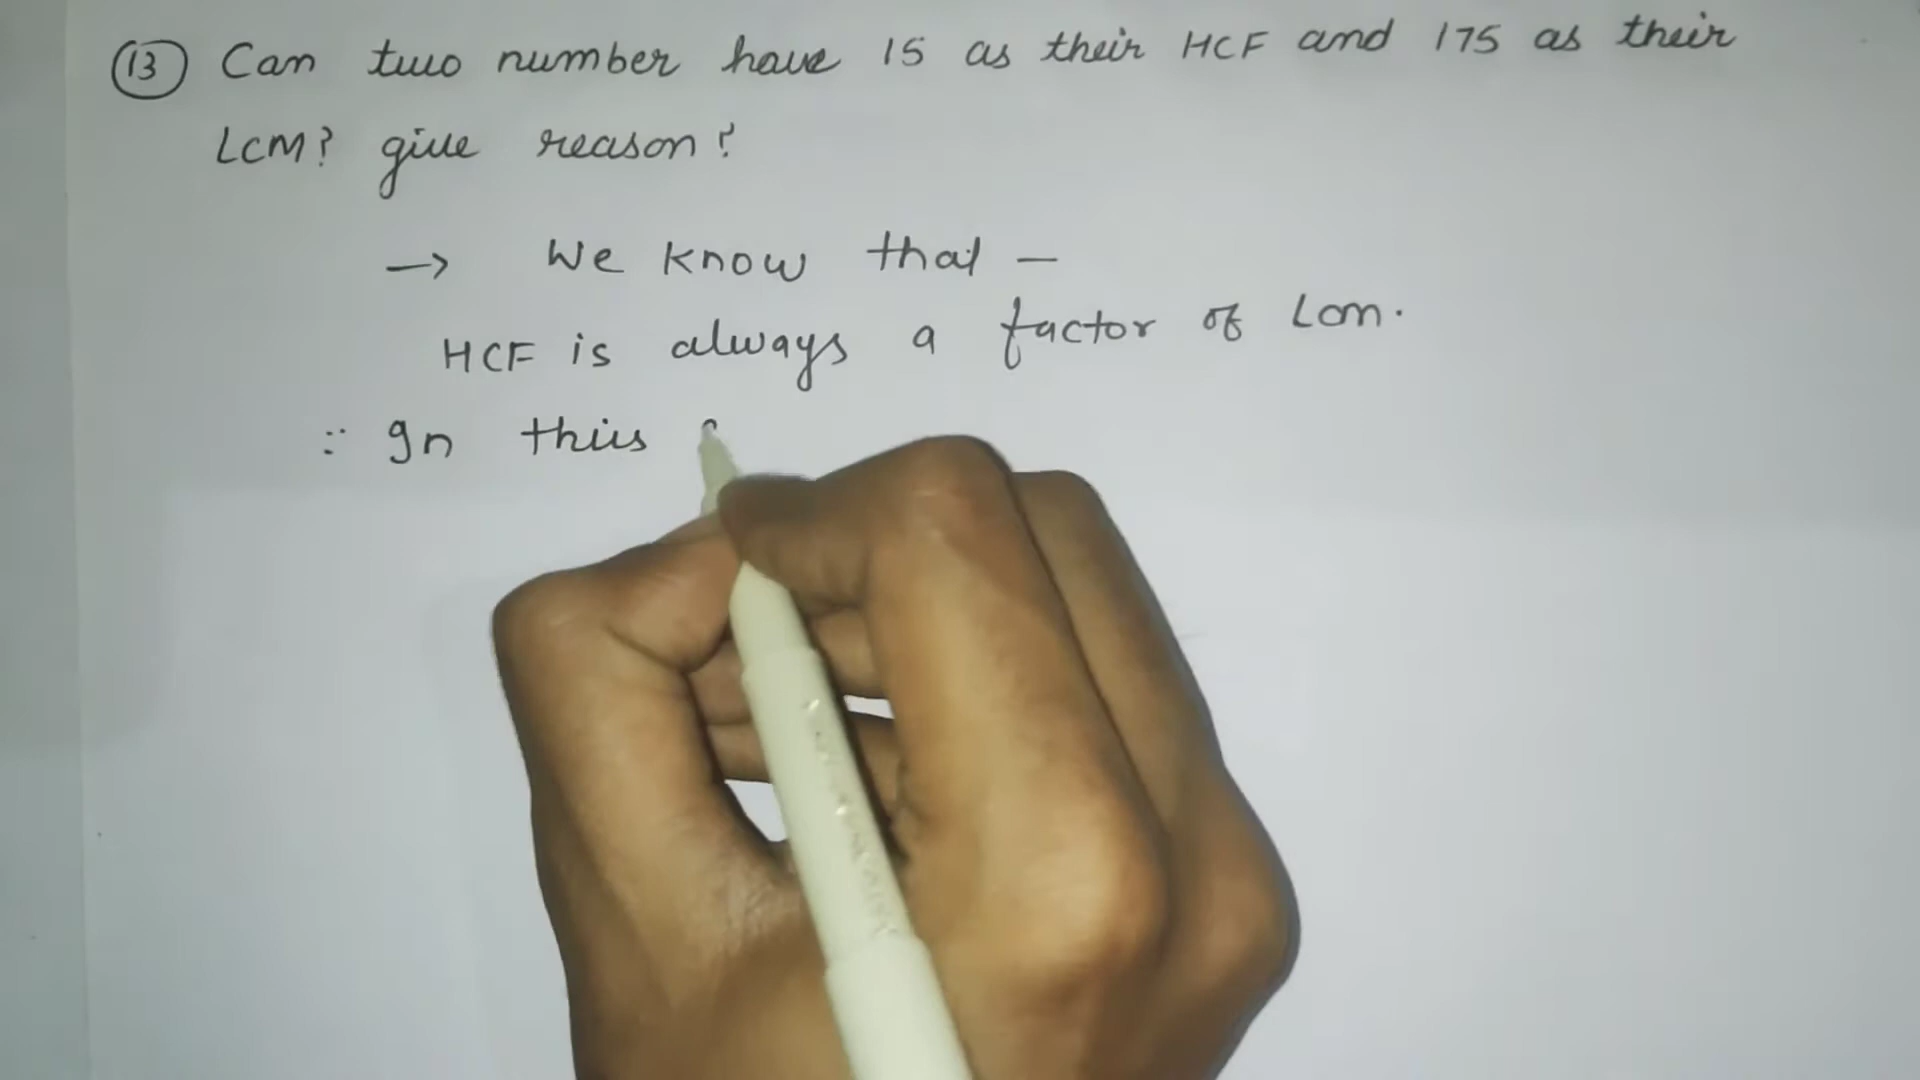 13 Can two number have 15 as their HCF and 175 as their
LCM? give reason?
→ We know that —
HCF is always a factor of Lcm.
∵ In this